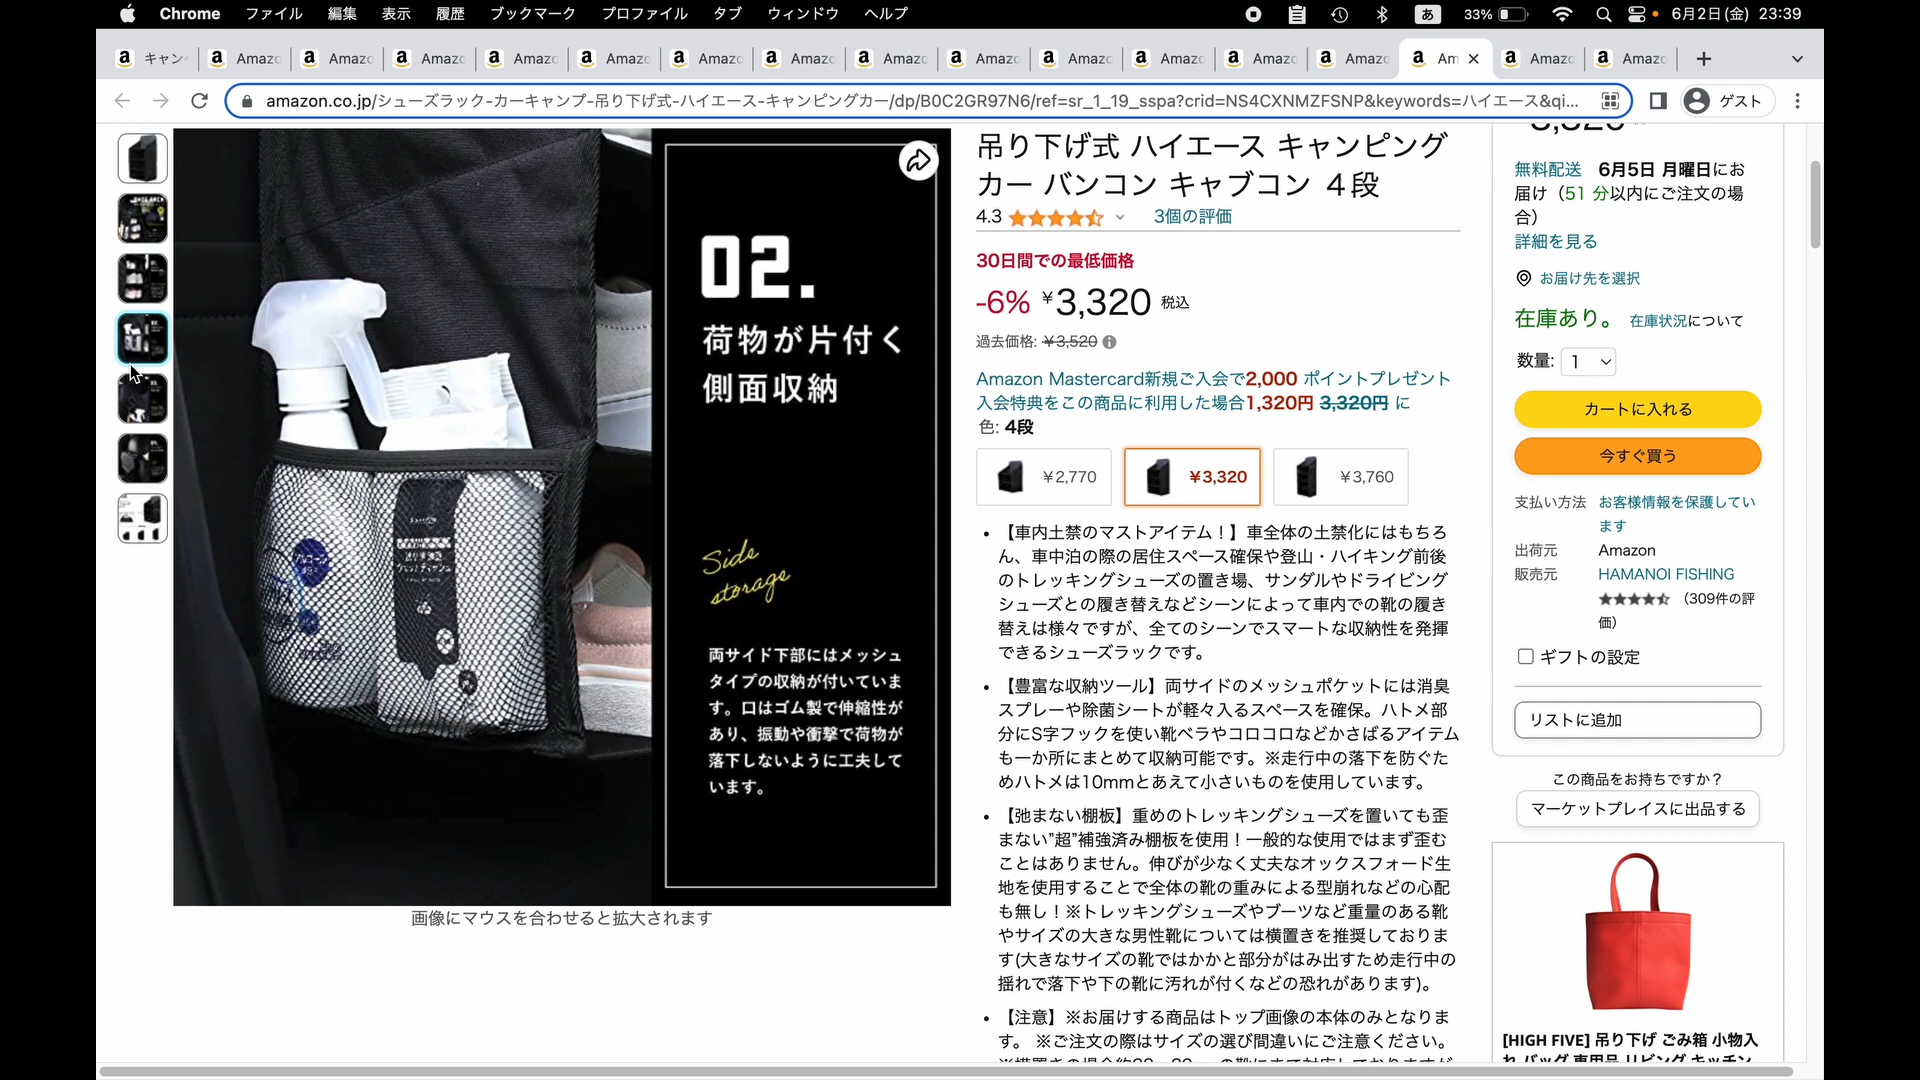 Chrome ファイル 編集 表示 履歴 ブックマーク プロファイル タブ ウィンドウ ヘルプ
あ 33% 6月2日(金) 23:39
キャン Amazo Amazo Amazo Amazo Amazo Amazo Amazo Amazo Amazo Amazo Amazo Amazo Amazo Am Amazo Amazo
amazon.co.jp/シューズラック-カーキャンプ-吊り下げ式-ハイエース-キャンピングカー/dp/B0C2GR97N6/ref=sr_1_19_sspa?crid=NS4CXNMZFSNP&keywords=ハイエース&qi...
ゲスト
02.
荷物が片付く
側面収納
Side
storage
両サイド下部にはメッシュ
タイプの収納が付いていま
す。口はゴム製で伸縮性が
あり、振動や衝撃で荷物が
落下しないように工夫して
います。
画像にマウスを合わせると拡大されます
吊り下げ式 ハイエース キャンピング
カー バンコン キャブコン 4段
4.3
3個の評価
30日間での最低価格
-6% ¥3,320 税込
過去価格: ¥3,520
Amazon Mastercard新規ご入会で2,000 ポイントプレゼント
入会特典をこの商品に利用した場合1,320円 3,320円 に
色: 4段
¥2,770
¥3,320
¥3,760
• 【車内土禁のマストアイテム！】車全体の土禁化にはもちろ
ん、車中泊の際の居住スペース確保や登山・ハイキング前後
のトレッキングシューズの置き場、サンダルやドライビング
シューズとの履き替えなどシーンによって車内での靴の履き
替えは様々ですが、全てのシーンでスマートな収納性を発揮
できるシューズラックです。
• 【豊富な収納ツール】両サイドのメッシュポケットには消臭
スプレーや除菌シートが軽々入るスペースを確保。ハトメ部
分にS字フックを使い靴ベラやコロコロなどかさばるアイテム
も一か所にまとめて収納可能です。※走行中の落下を防ぐた
めハトメは10mmとあえて小さいものを使用しています。
• 【弛まない棚板】重めのトレッキングシューズを置いても歪
まない”超”補強済み棚板を使用！一般的な使用ではまず歪む
ことはありません。伸びが少なく丈夫なオックスフォード生
地を使用することで全体の靴の重みによる型崩れなどの心配
も無し！※トレッキングシューズやブーツなど重量のある靴
やサイズの大きな男性靴については横置きを推奨しておりま
す(大きなサイズの靴ではかかと部分がはみ出すため走行中の
揺れで落下や下の靴に汚れが付くなどの恐れがあります)。
• 【注意】※お届けする商品はトップ画像の本体のみとなりま
す。 ※ご注文の際はサイズの選び間違いにご注意ください。
無料配送 6月5日 月曜日にお
届け（51 分以内にご注文の場
合）
詳細を見る
お届け先を選択
在庫あり。 在庫状況について
数量: 1
カートに入れる
今すぐ買う
支払い方法 お客様情報を保護してい
ます
出荷元 Amazon
販売元 HAMANOI FISHING
（309件の評
価）
ギフトの設定
リストに追加
この商品をお持ちですか？
マーケットプレイスに出品する
[HIGH FIVE] 吊り下げ ごみ箱 小物入
れ バッグ 車用品 リビング キッチン